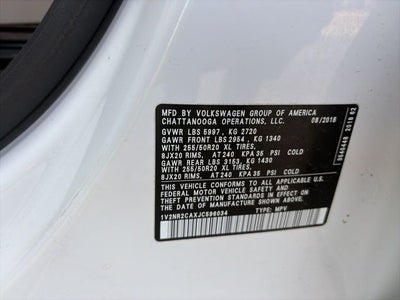 MFD. BY VOLKSWAGEN GROUP OF AMERICA
CHATTANOOGA OPERATIONS, LLC. 08/2018
GVWR LBS 5997, KG 2720
GAWR FRONT LBS 2954, KG 1340
WITH 255/50R20 XL TIRES,
8JX20 RIMS, AT240 KPA 35 PSI COLD
GAWR REAR LBS 3153, KG 1430
WITH 255/50R20 XL TIRES,
8JX20 RIMS, AT240 KPA 35 PSI COLD
THIS VEHICLE CONFORMS TO ALL APPLICABLE
FEDERAL MOTOR VEHICLE SAFETY STANDARDS IN
EFFECT ON THE DATE OF MANUFACTURE SHOWN ABOVE.
1V2NR2CAXJC596034 TYPE: MPV